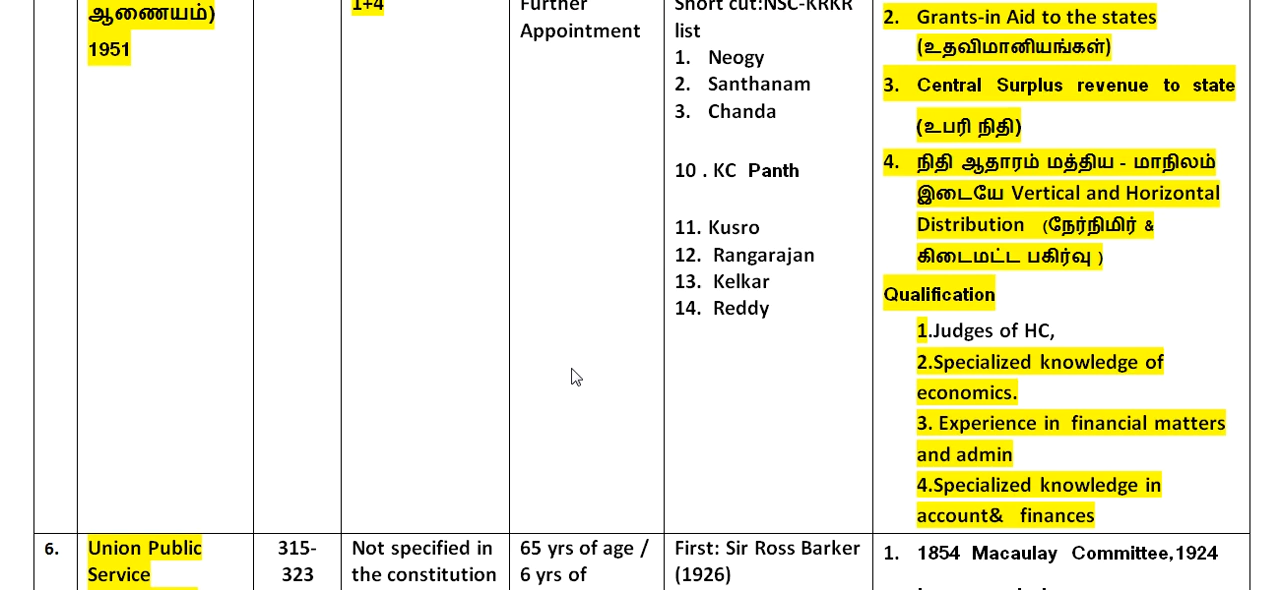 ஆணையம்)
1951
1+4
Further
Appointment
Short cut:NSC-KRKR
list
1. Neogy
2. Santhanam
3. Chanda
10 . KC Panth
11. Kusro
12. Rangarajan
13. Kelkar
14. Reddy
2. Grants-in Aid to the states
(உதவிமானியங்கள்)
3. Central Surplus revenue to state
(உபரி நிதி)
4. நிதி ஆதாரம் மத்திய - மாநிலம்
இடையே Vertical and Horizontal
Distribution (நேர்நிமிர் &
கிடைமட்ட பகிர்வு )
Qualification
1.Judges of HC,
2.Specialized knowledge of
economics.
3. Experience in financial matters
and admin
4.Specialized knowledge in
account& finances
6.
Union Public
Service
315-
323
Not specified in
the constitution
65 yrs of age /
6 yrs of
First: Sir Ross Barker
(1926)
1. 1854 Macaulay Committee,1924